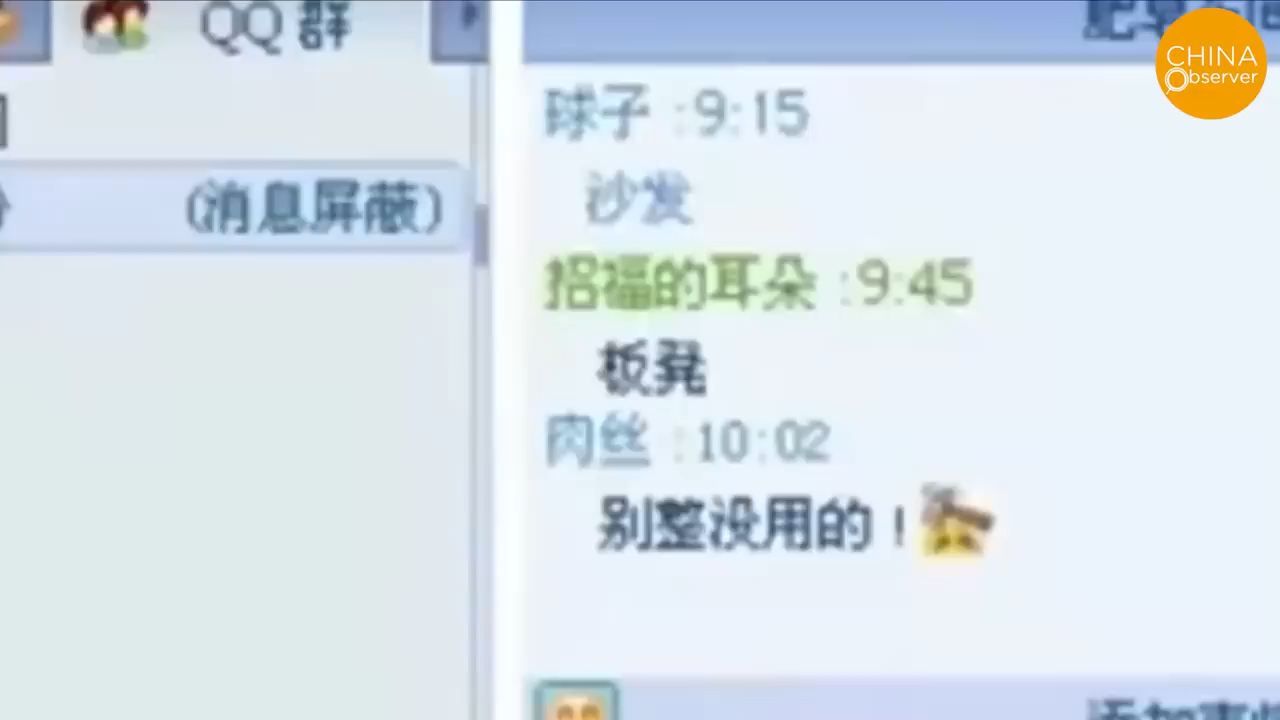 QQ群
CHINA
Observer
球子 :9:15
沙发
(消息屏蔽)
招福的耳朵 :9:45
板凳
肉丝 :10:02
别整没用的！